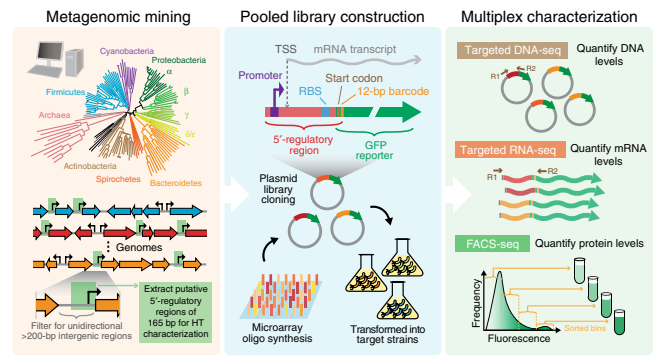 Metagenomic mining
Cyanobacteria
Proteobacteria
α
Firmicutes
β
Archaea
γ
δ/ε
Actinobacteria
Spirochetes
Bacteroidetes
Genomes
Extract putative
5′-regulatory
regions of
165 bp for HT
characterization
Filter for unidirectional
>200-bp intergenic regions
Pooled library construction
TSS
mRNA transcript
Promoter
Start codon
RBS
12-bp barcode
5′-regulatory
region
GFP
reporter
Plasmid
library
cloning
Microarray
oligo synthesis
Transformed into
target strains
Multiplex characterization
Targeted DNA-seq
Quantify DNA
levels
R1
R2
Targeted RNA-seq
Quantify mRNA
levels
R1
R2
FACS-seq
Quantify protein levels
Frequency
Fluorescence
Sorted bins